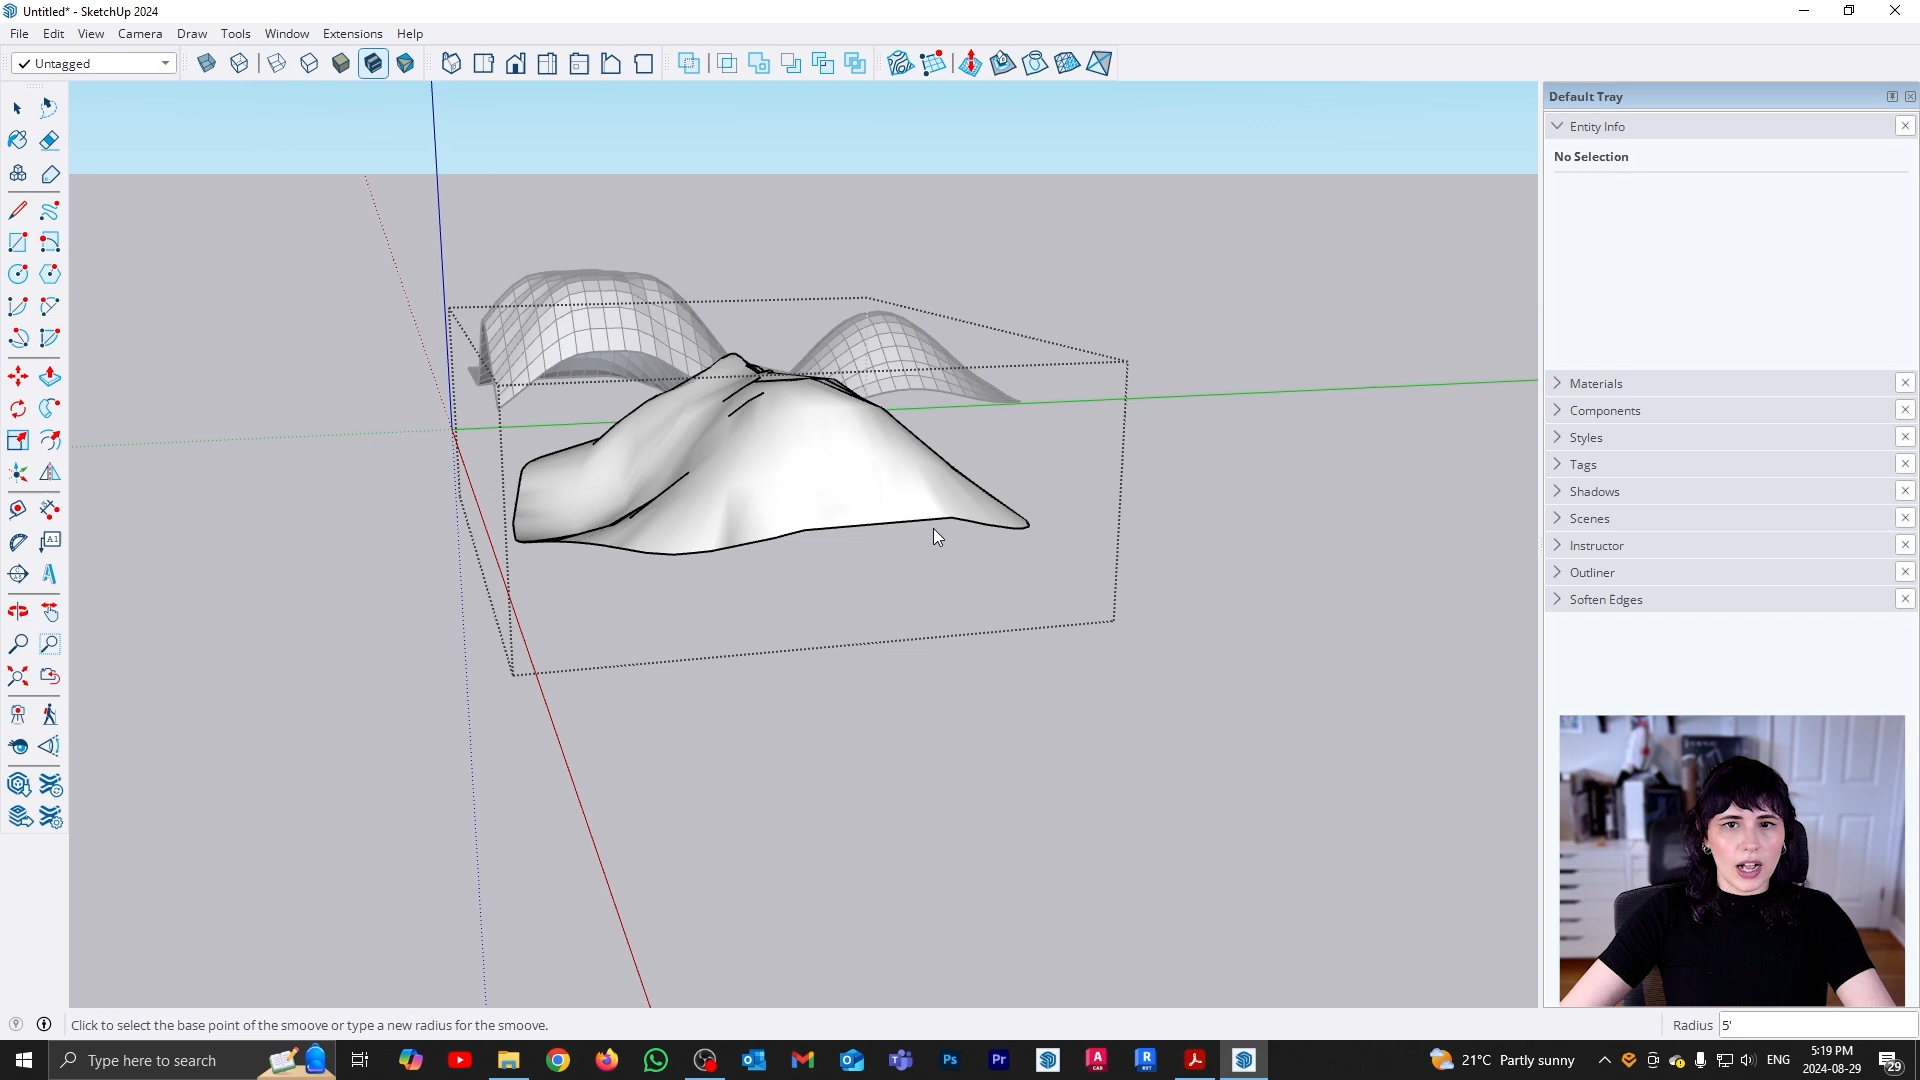 Untitled* - SketchUp 2024
File Edit View Camera Draw Tools Window Extensions Help
Untagged
Default Tray
Entity Info
No Selection
Materials
Components
Styles
Tags
Shadows
Scenes
Instructor
Outliner
Soften Edges
Click to select the base point of the smoove or type a new radius for the smoove.
Radius 5'
Type here to search
21°C Partly sunny
ENG
5:19 PM
2024-08-29
29